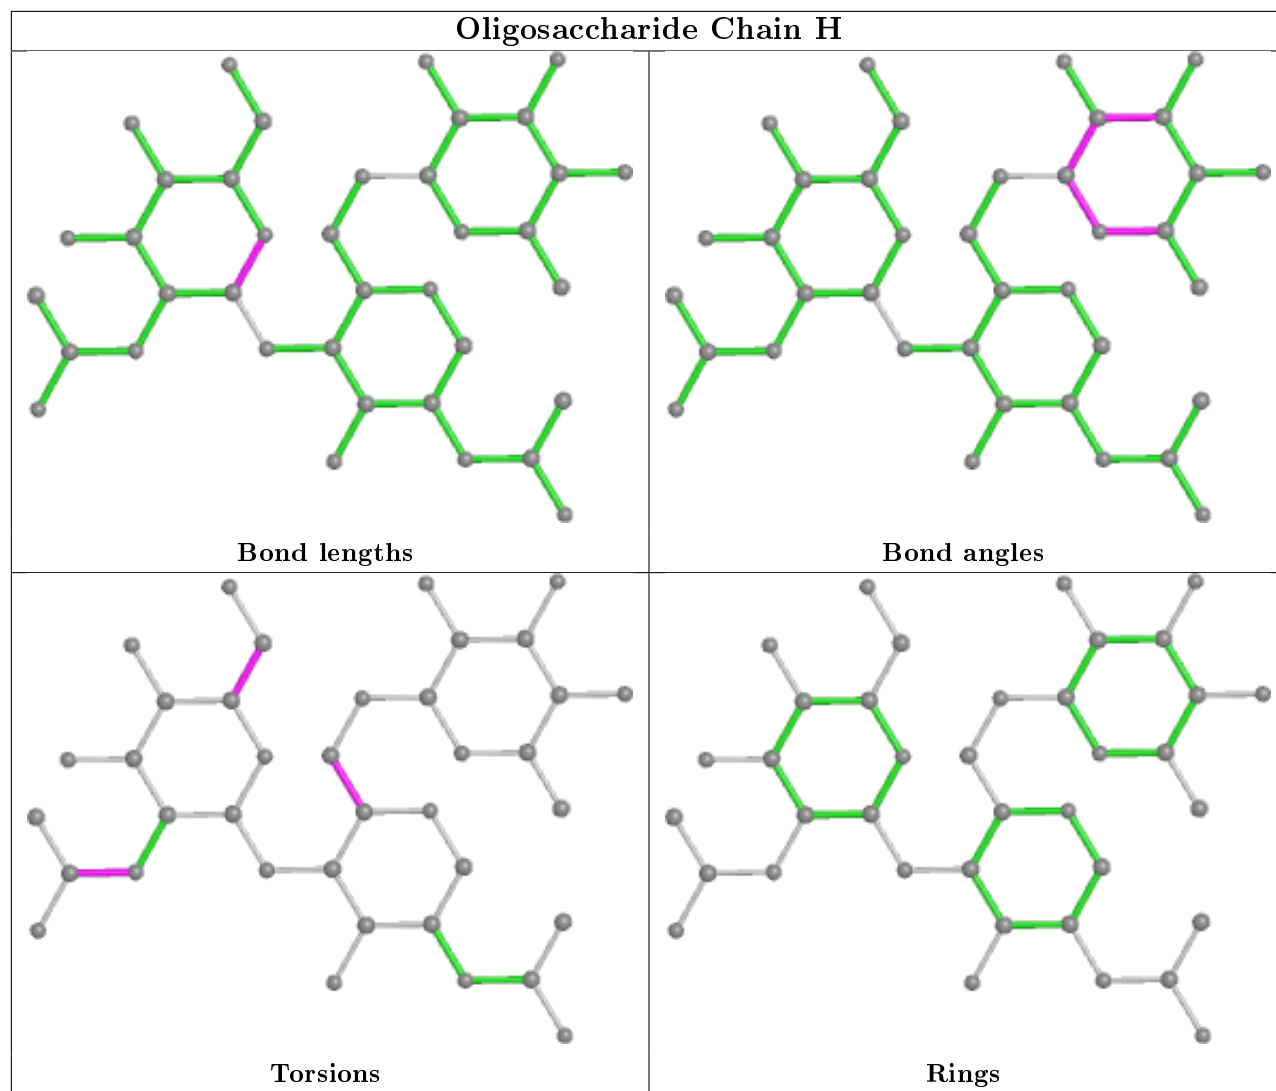 Oligosaccharide Chain H
Bond lengths
Bond angles
Torsions
Rings